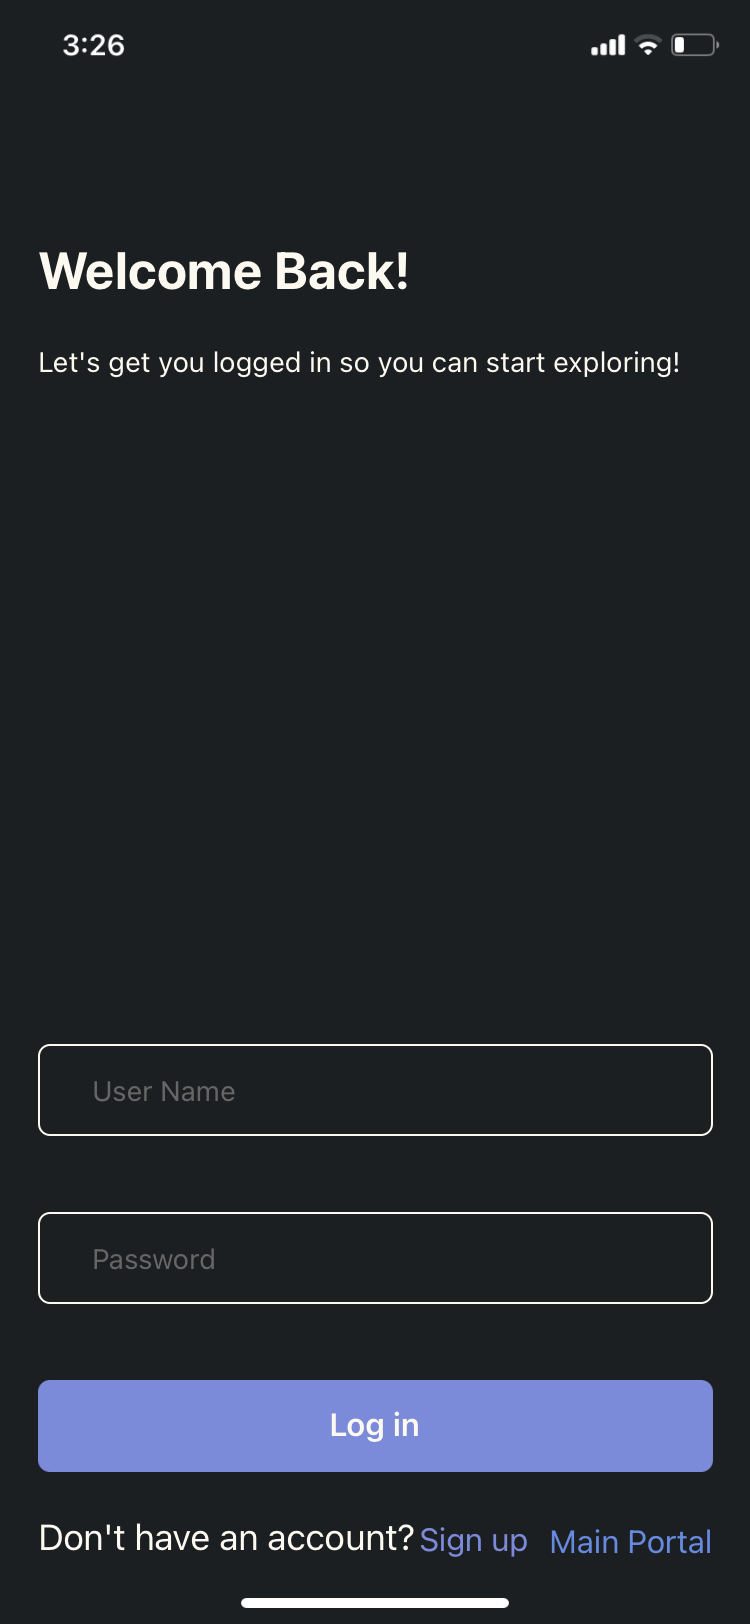 3:26
Welcome Back!
Let's get you logged in so you can start exploring!
User Name
Password
Log in
Don't have an account? Sign up Main Portal